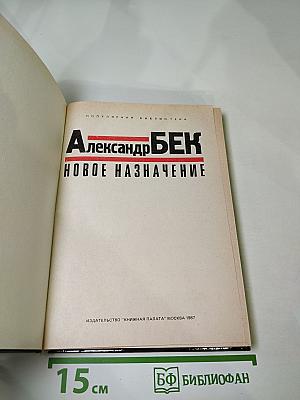 ПОПУЛЯРНАЯ БИБЛИОТЕКА
АлександрБЕК
НОВОЕ НАЗНАЧЕНИЕ
ИЗДАТЕЛЬСТВО "КНИЖНАЯ ПАЛАТА" МОСКВА 1987
15 см
БФ БИБЛИОФАН